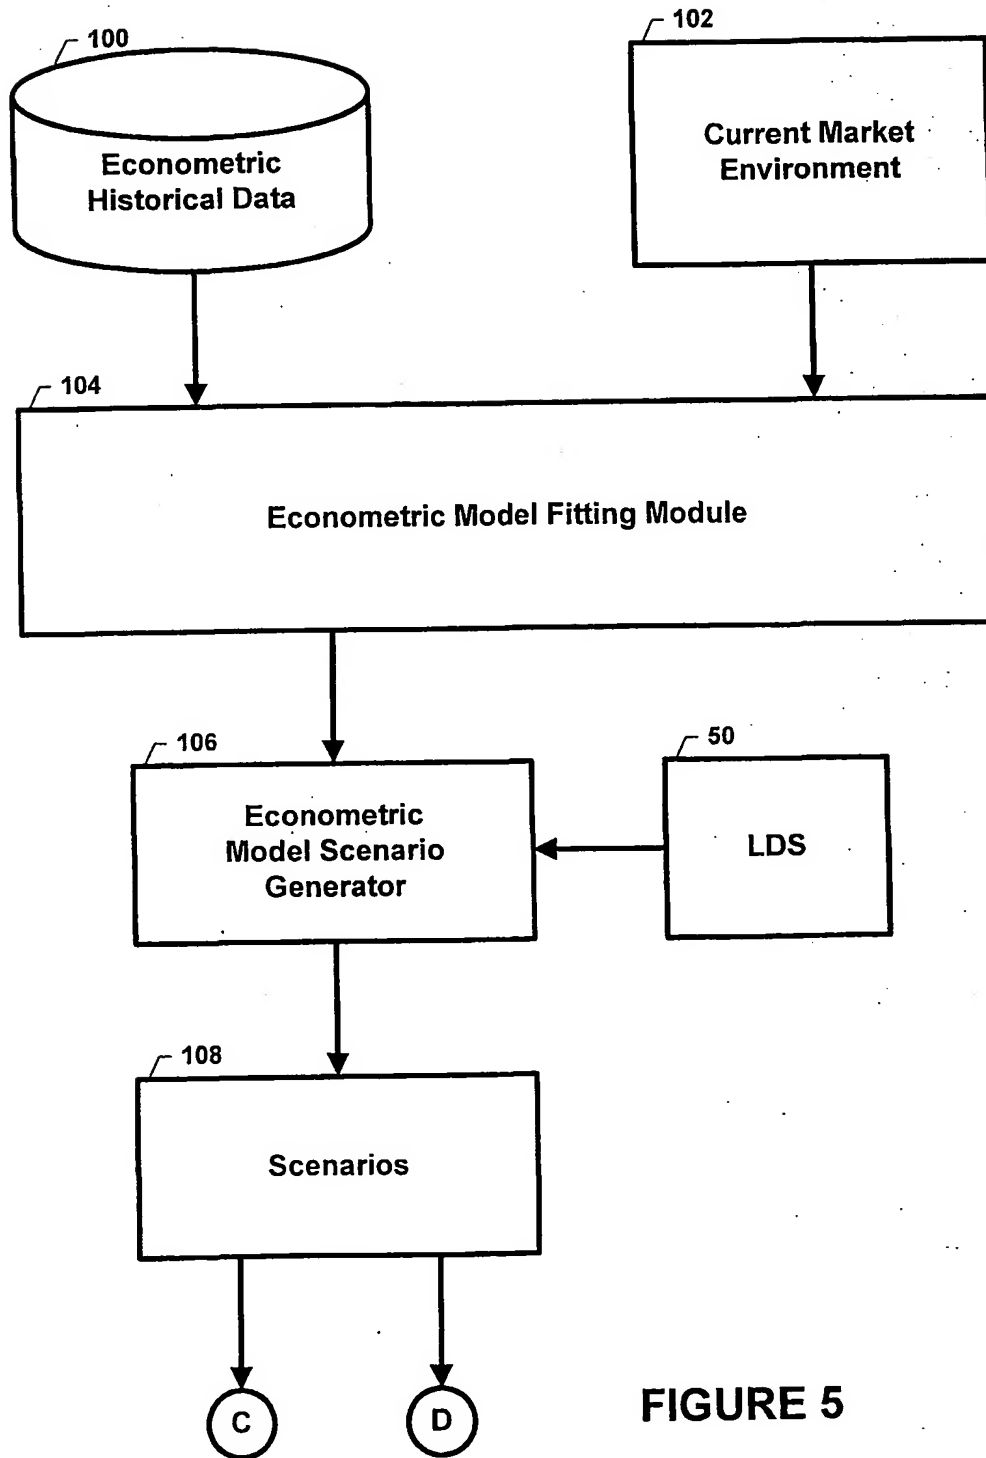 100
102
Econometric
Historical Data
Current Market
Environment
104
Econometric Model Fitting Module
106
50
Econometric
Model Scenario
Generator
LDS
108
Scenarios
C
D
FIGURE 5